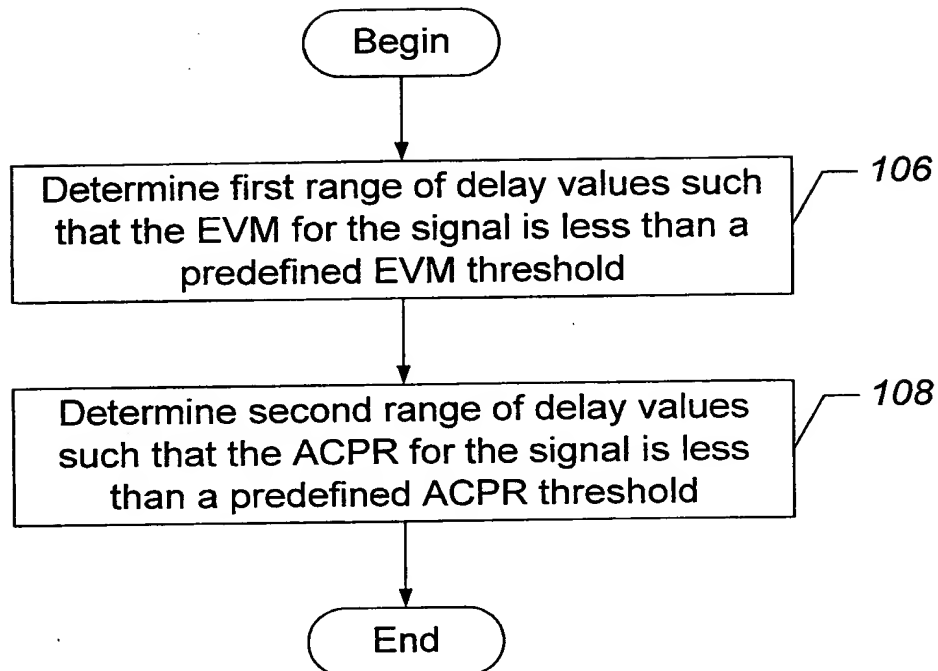 Begin
Determine first range of delay values such
that the EVM for the signal is less than a
predefined EVM threshold
106
Determine second range of delay values
such that the ACPR for the signal is less
than a predefined ACPR threshold
108
End